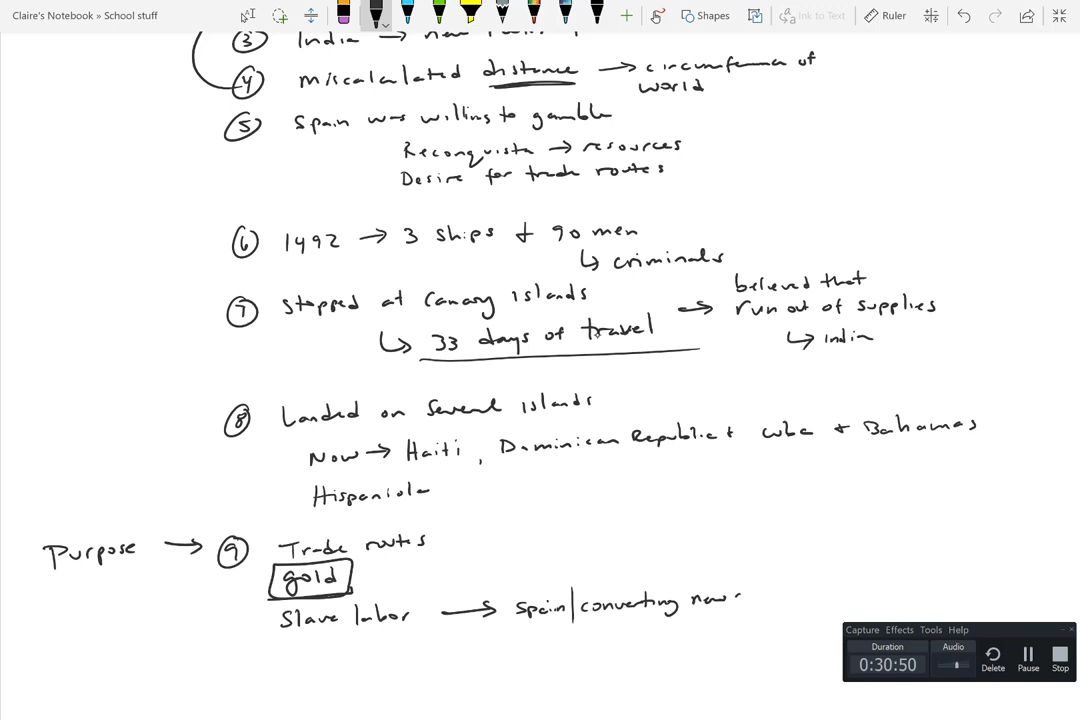 Claire's Notebook » School stuff
Shapes
Ink to Text
Ruler
③ India → new
④ Miscalculated distance → circumference of
world
⑤ Spain was willing to gamble
Reconquista → resources
Desire for trade routes
⑥ 1492 → 3 ships + 90 men
↳ criminals
⑦ Stopped at Canary Islands → believed that
run out of supplies
↳ 33 days of travel
↳ India
⑧ Landed on several islands
Now → Haiti, Dominican Republic + Cuba + Bahamas
Hispaniola
Purpose → ⑨ Trade routes
gold
Slave labor → Spain/converting new
Capture Effects Tools Help
Duration
Audio
0:30:50
Delete
Pause
Stop